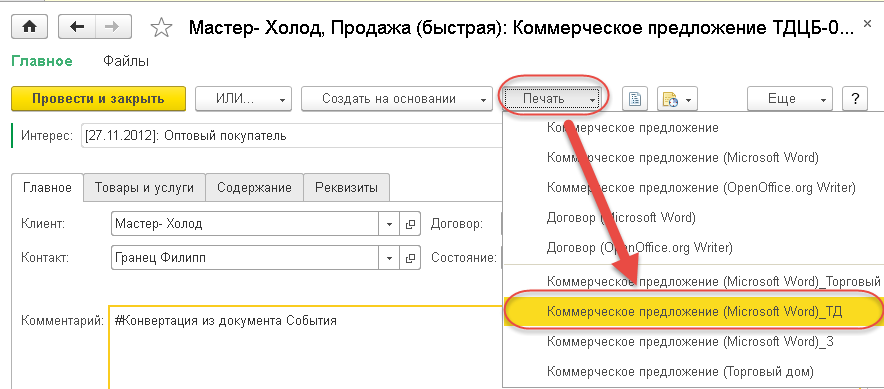 Мастер- Холод, Продажа (быстрая): Коммерческое предложение ТДЦБ-0...
Главное Файлы
Провести и закрыть ИЛИ... Создать на основании Печать Еще ?
Интерес: [27.11.2012]: Оптовый покупатель
Коммерческое предложение
Коммерческое предложение (Microsoft Word)
Коммерческое предложение (OpenOffice.org Writer)
Договор (Microsoft Word)
Договор (OpenOffice.org Writer)
Коммерческое предложение (Microsoft Word)_Торговый
Коммерческое предложение (Microsoft Word)_ТД
Коммерческое предложение (Microsoft Word)_3
Коммерческое предложение (Торговый дом)
Главное Товары и услуги Содержание Реквизиты
Клиент: Мастер- Холод Договор:
Контакт: Гранец Филипп Состояние:
Комментарий: #Конвертация из документа События